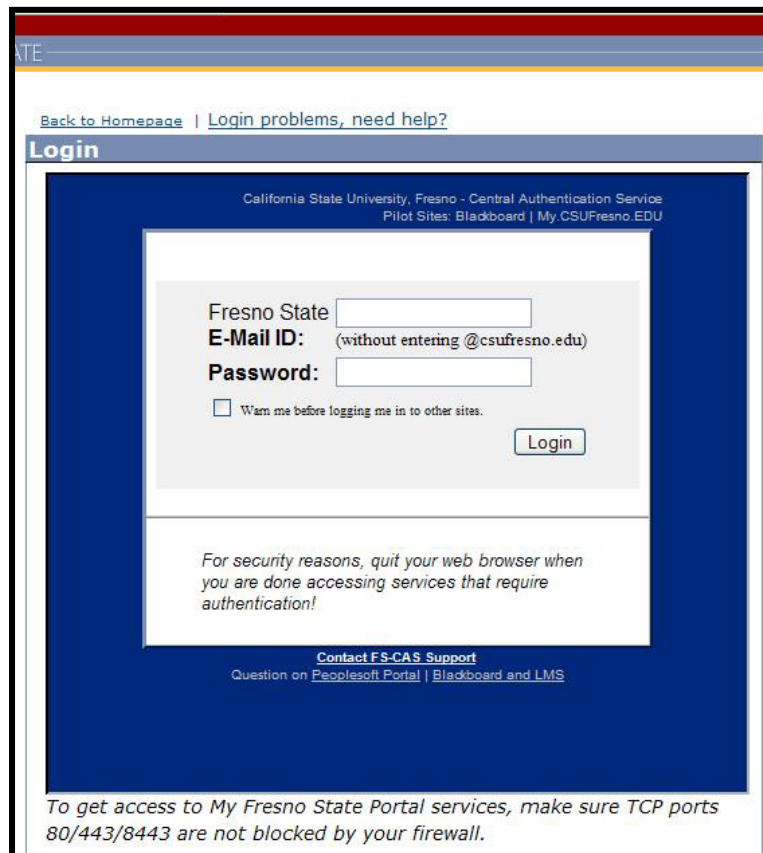 ATE
Back to Homepage | Login problems, need help?
Login
California State University, Fresno - Central Authentication Service
Pilot Sites: Blackboard | My.CSUFresno.EDU
Fresno State
E-Mail ID: (without entering @csufresno.edu)
Password:
Warn me before logging me in to other sites.
Login
For security reasons, quit your web browser when
you are done accessing services that require
authentication!
Contact FS-CAS Support
Question on Peoplesoft Portal | Blackboard and LMS
To get access to My Fresno State Portal services, make sure TCP ports
80/443/8443 are not blocked by your firewall.